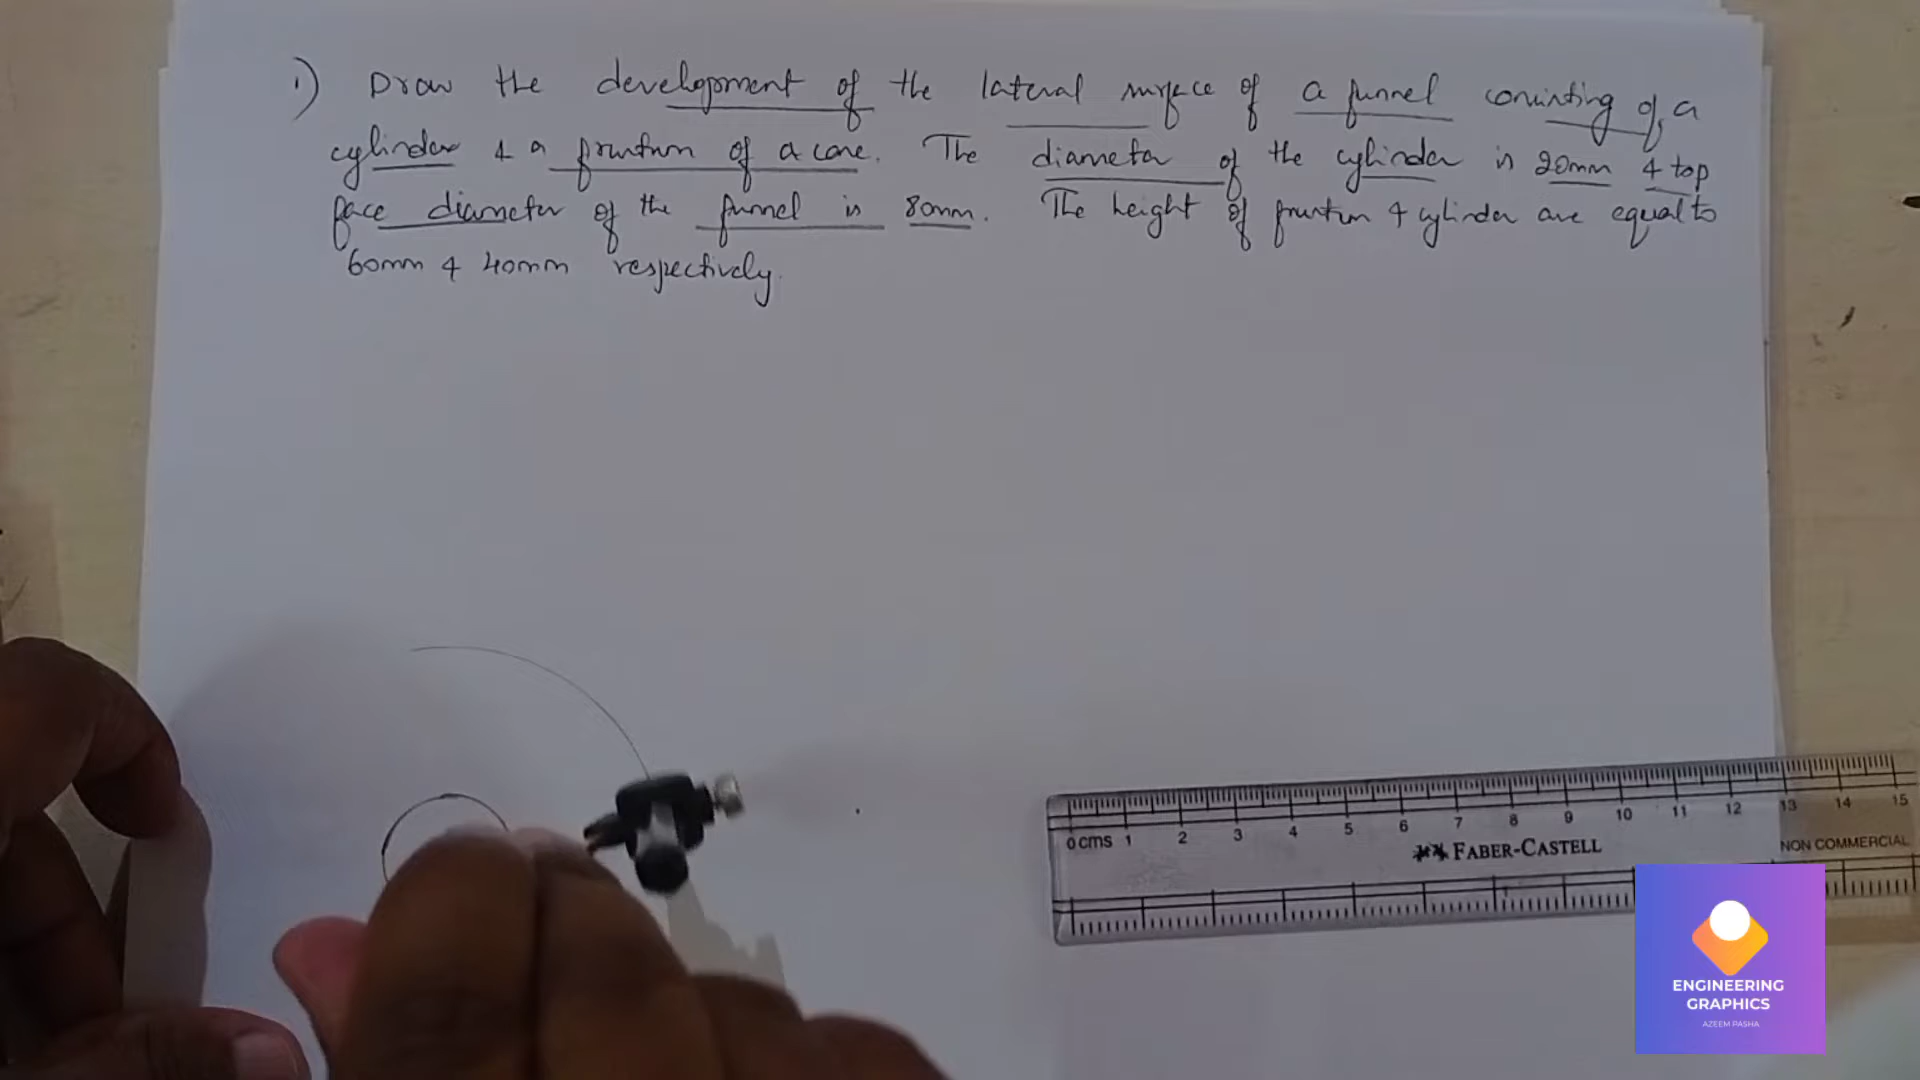 1) Draw the development of the lateral surface of a funnel consisting of a
cylinder & a frustum of a cone. The diameter of the cylinder is 20mm & top
face diameter of the funnel is 80mm. The height of frustum & cylinder are equal to
60mm & 40mm respectively.
0 cms 1 2 3 4 5 6 7 8 9 10 11 12 13 14 15
FABER-CASTELL
NON COMMERCIAL
ENGINEERING
GRAPHICS
AZEEM PASHA